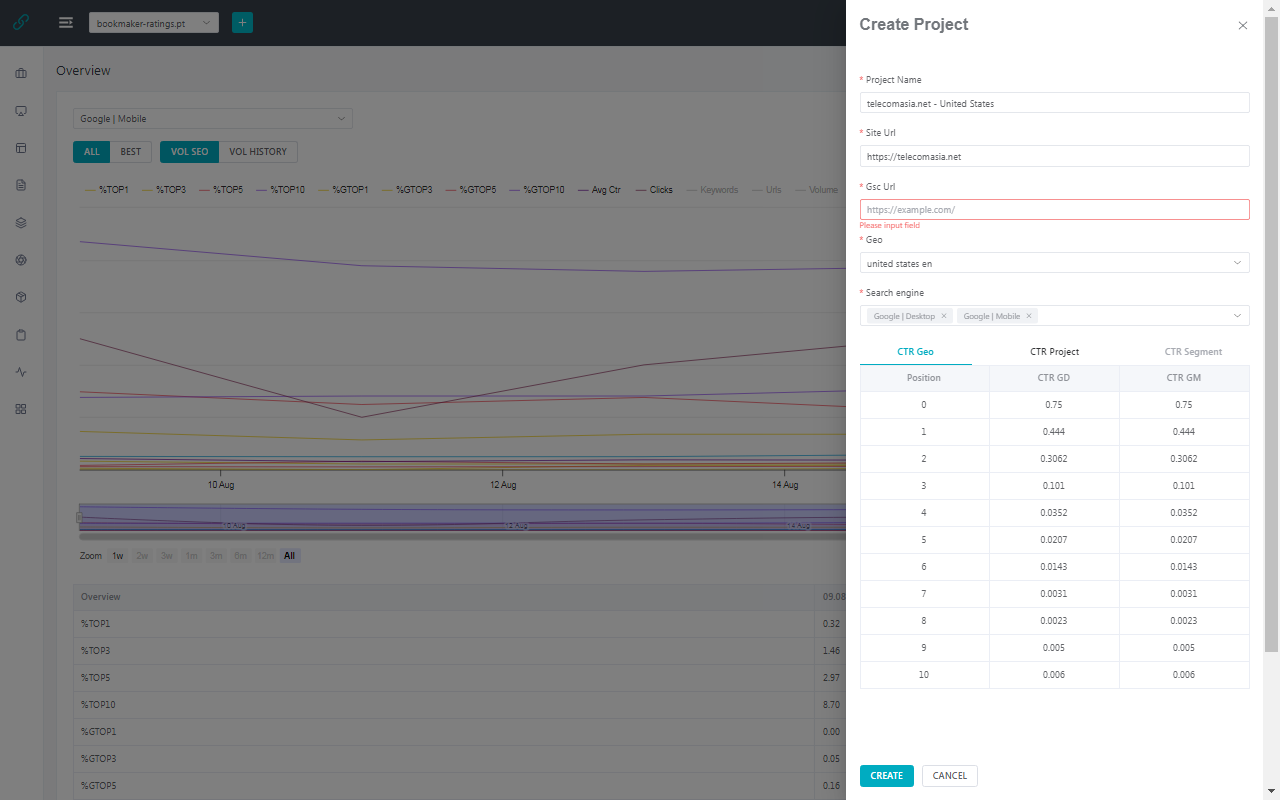 bookmaker-ratings.pt
+
Overview
Google | Mobile
ALL BEST VOL SEO VOL HISTORY
%TOP1 %TOP3 %TOP5 %TOP10 %GTOP1 %GTOP3 %GTOP5 %GTOP10 Avg Ctr Clicks Keywords Urls Volume
10 Aug 12 Aug 14 Aug
10 Aug 12 Aug 14 Aug
Zoom 1w 2w 3w 1m 3m 6m 12m All
Overview 09.08
%TOP1 0.32
%TOP3 1.46
%TOP5 2.97
%TOP10 8.70
%GTOP1 0.00
%GTOP3 0.05
%GTOP5 0.16
Create Project
* Project Name
telecomasia.net - United States
* Site Url
https://telecomasia.net
* Gsc Url
https://example.com/
Please input field
* Geo
united states en
* Search engine
Google | Desktop Google | Mobile
CTR Geo CTR Project CTR Segment
Position CTR GD CTR GM
0 0.75 0.75
1 0.444 0.444
2 0.3062 0.3062
3 0.101 0.101
4 0.0352 0.0352
5 0.0207 0.0207
6 0.0143 0.0143
7 0.0031 0.0031
8 0.0023 0.0023
9 0.005 0.005
10 0.006 0.006
CREATE CANCEL